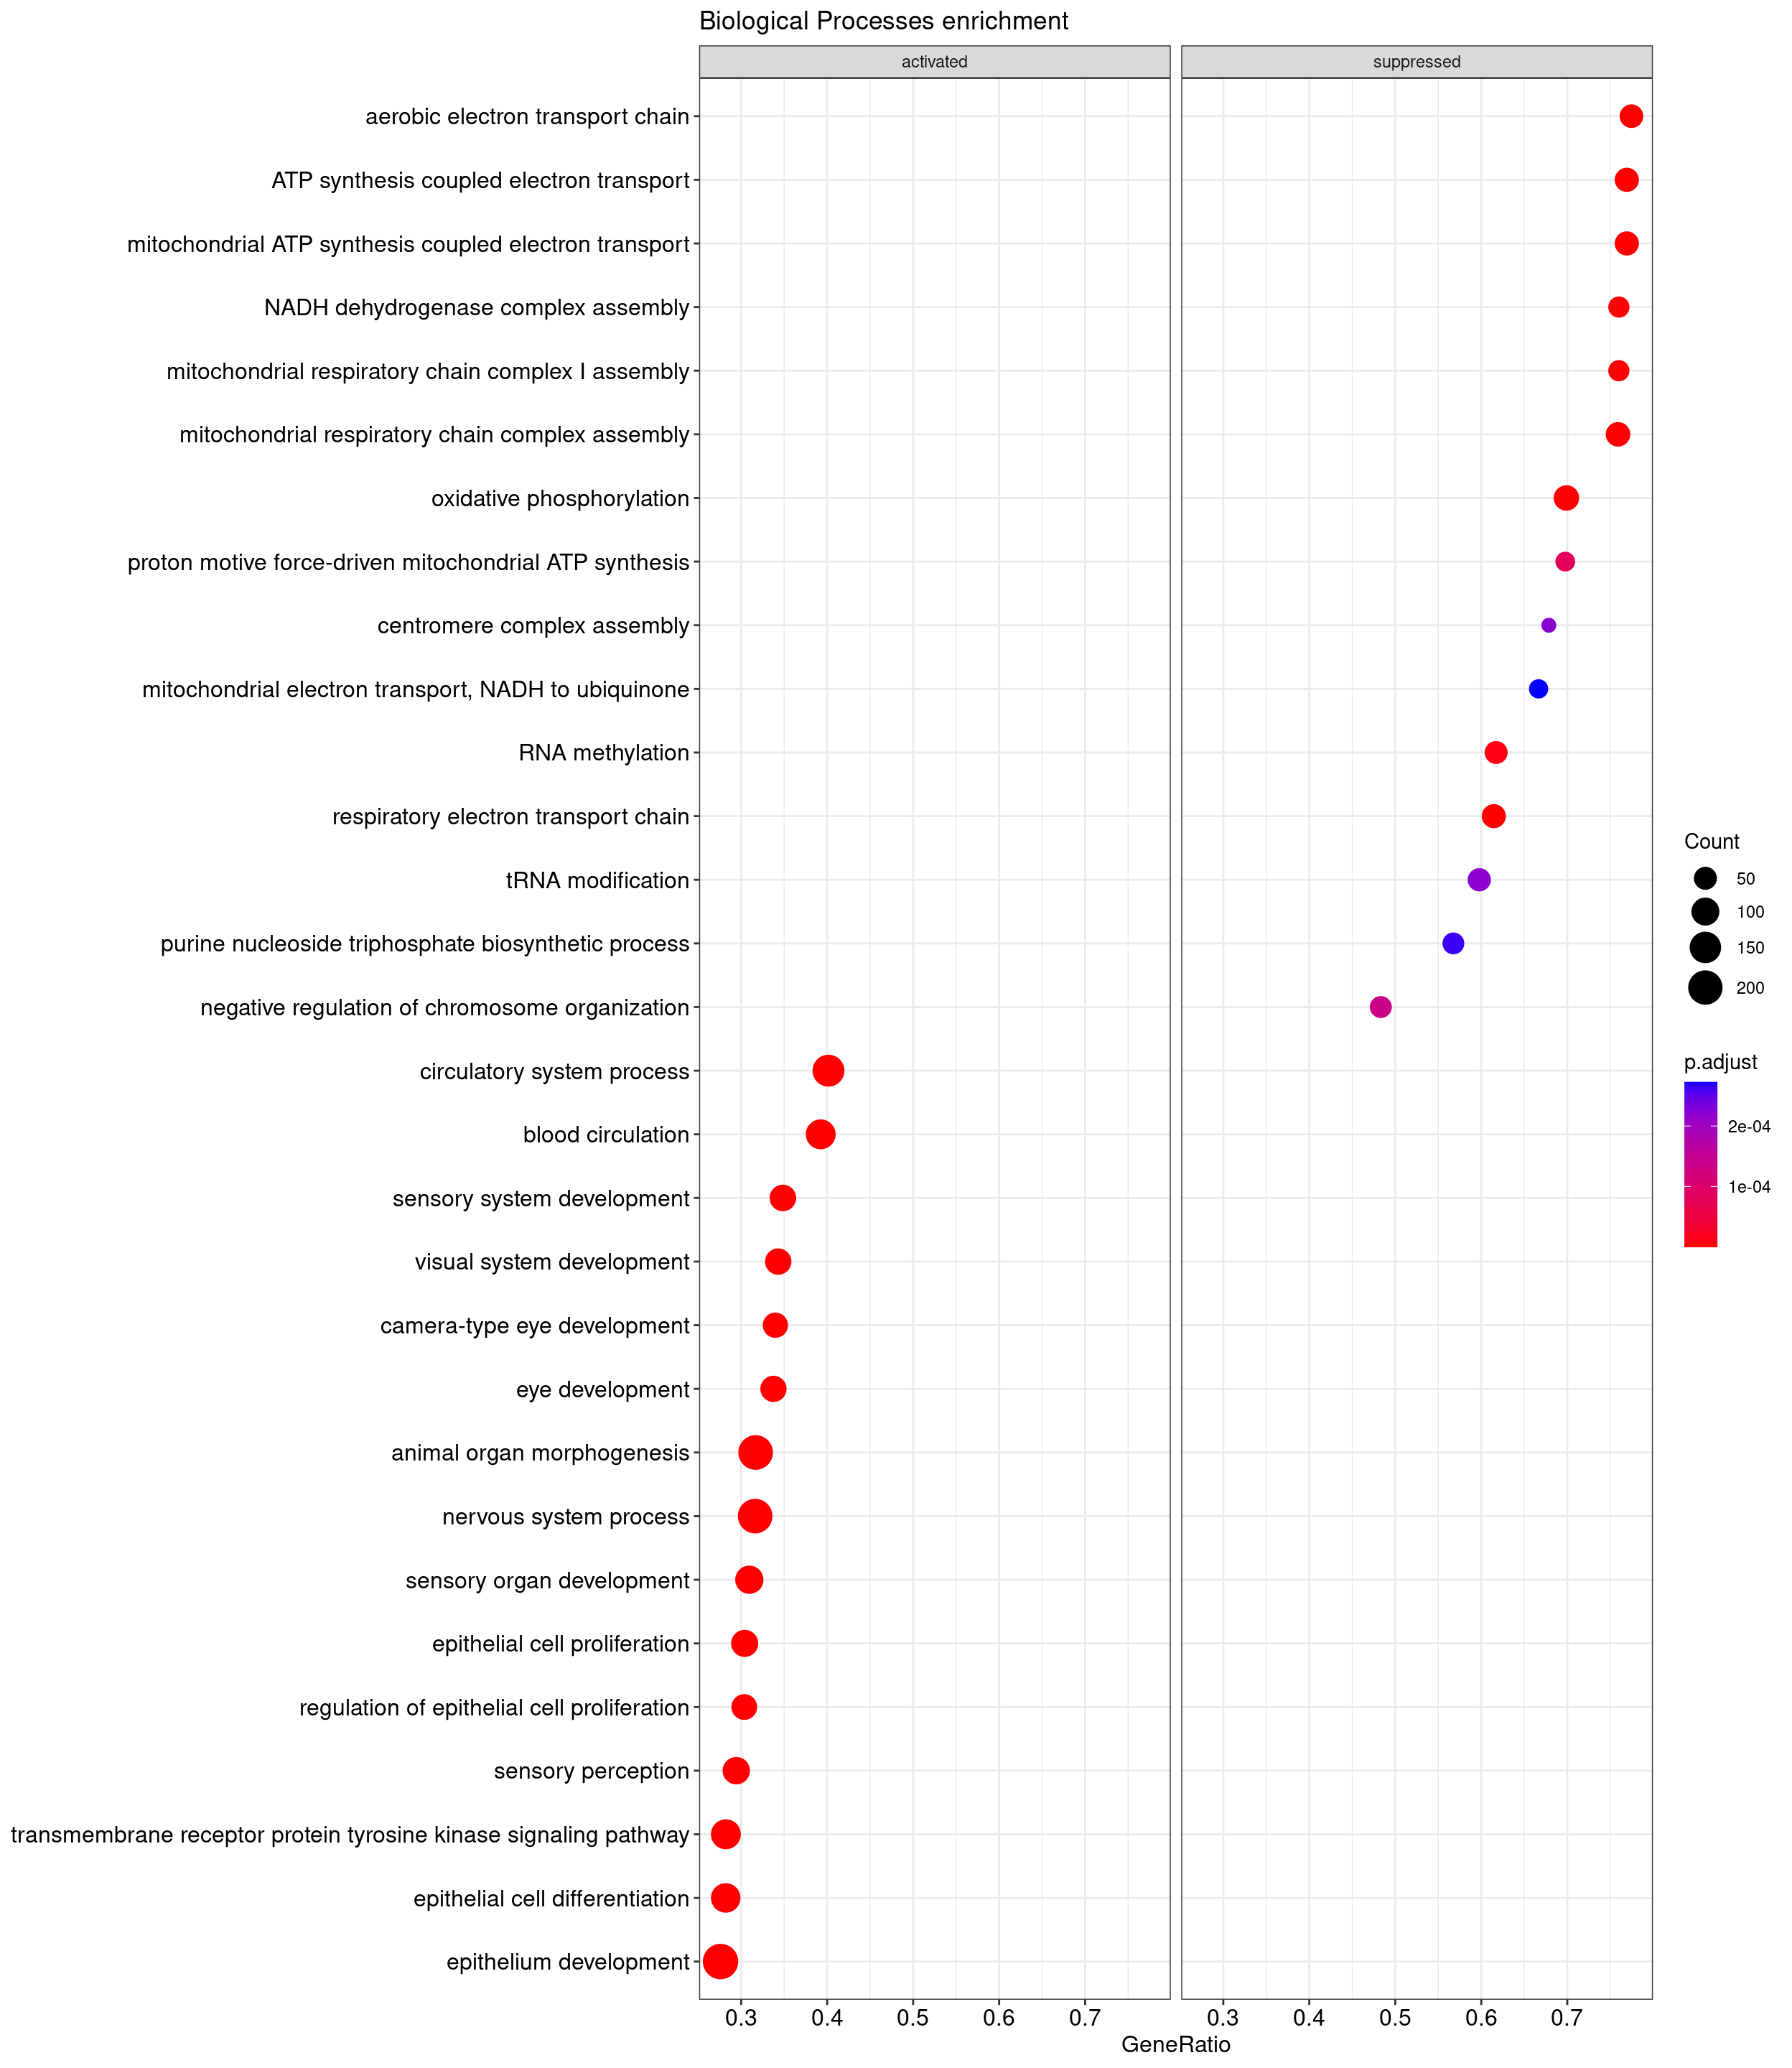 Biological Processes enrichment
activated
suppressed
aerobic electron transport chain
ATP synthesis coupled electron transport
mitochondrial ATP synthesis coupled electron transport
NADH dehydrogenase complex assembly
mitochondrial respiratory chain complex I assembly
mitochondrial respiratory chain complex assembly
oxidative phosphorylation
proton motive force-driven mitochondrial ATP synthesis
centromere complex assembly
mitochondrial electron transport, NADH to ubiquinone
RNA methylation
respiratory electron transport chain
tRNA modification
purine nucleoside triphosphate biosynthetic process
negative regulation of chromosome organization
circulatory system process
blood circulation
sensory system development
visual system development
camera-type eye development
eye development
animal organ morphogenesis
nervous system process
sensory organ development
epithelial cell proliferation
regulation of epithelial cell proliferation
sensory perception
transmembrane receptor protein tyrosine kinase signaling pathway
epithelial cell differentiation
epithelium development
0.3 0.4 0.5 0.6 0.7
0.3 0.4 0.5 0.6 0.7
GeneRatio
Count
50
100
150
200
p.adjust
2e-04
1e-04